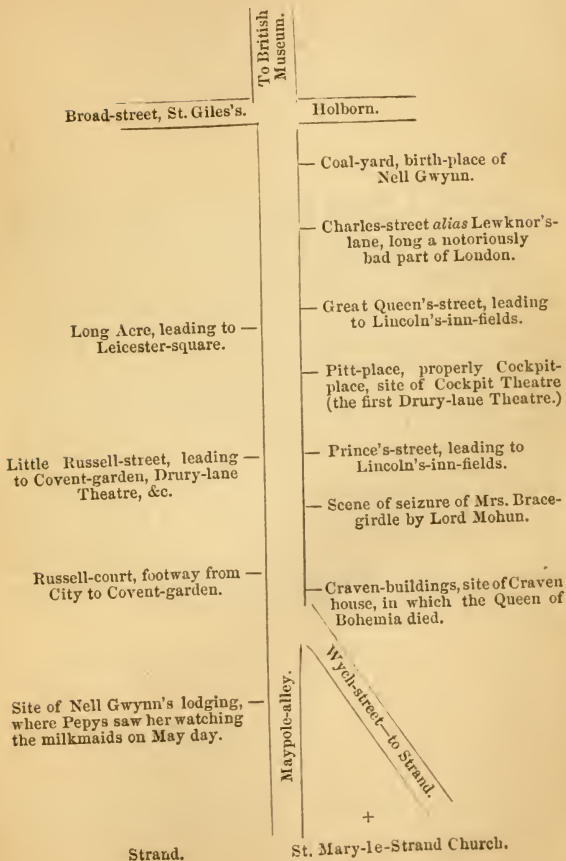 To British
Museum.
Broad-street, St. Giles's.
Holborn.
Coal-yard, birth-place of
Nell Gwynn.
Charles-street alias Lewknor's-
lane, long a notoriously
bad part of London.
Great Queen's-street, leading
to Lincoln's-inn-fields.
Long Acre, leading to
Leicester-square.
Pitt-place, properly Cockpit-
place, site of Cockpit Theatre
(the first Drury-lane Theatre.)
Little Russell-street, leading
to Covent-garden, Drury-lane
Theatre, &c.
Prince's-street, leading to
Lincoln's-inn-fields.
Scene of seizure of Mrs. Brace-
girdle by Lord Mohun.
Russell-court, footway from
City to Covent-garden.
Craven-buildings, site of Craven
house, in which the Queen of
Bohemia died.
Site of Nell Gwynn's lodging,
where Pepys saw her watching
the milkmaids on May day.
Maypole-alley.
Wych-street—to Strand.
Strand.
St. Mary-le-Strand Church.